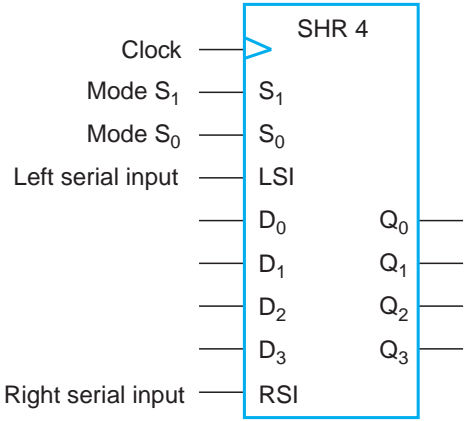 SHR 4
Clock
Mode S₁ S₁
Mode S₀ S₀
Left serial input LSI
D₀ Q₀
D₁ Q₁
D₂ Q₂
D₃ Q₃
Right serial input RSI